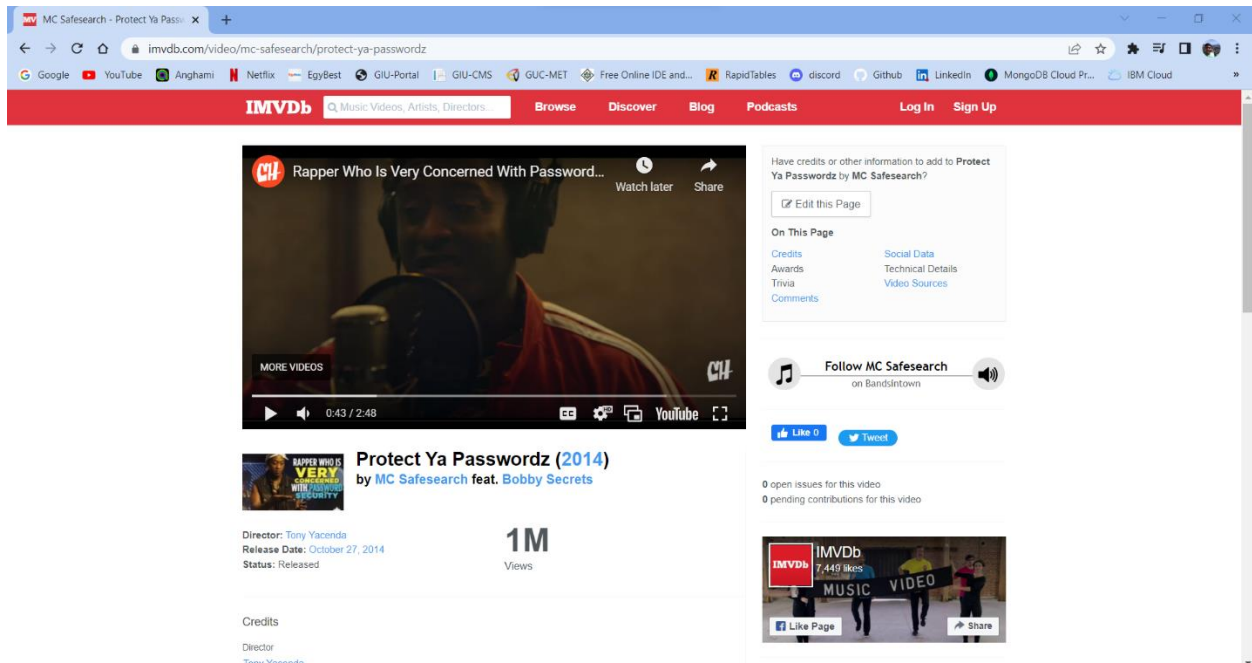 MC Safesearch - Protect Ya Passw
imvdb.com/video/mc-safesearch/protect-ya-passwordz
Google YouTube Anghami Netflix EgyBest GIU-Portal GIU-CMS GUC-MET Free Online IDE and... RapidTables discord Github LinkedIn MongoDB Cloud Pr... IBM Cloud »
IMVDb Music Videos, Artists, Directors... Browse Discover Blog Podcasts Log In Sign Up
CH Rapper Who Is Very Concerned With Password...
Watch later Share
MORE VIDEOS
CH
0:43 / 2:48 CC HD YouTube
RAPPER WHO IS
VERY
CONCERNED
WITH PASSWORD
SECURITY
Protect Ya Passwordz (2014)
by MC Safesearch feat. Bobby Secrets
Director: Tony Yacenda
Release Date: October 27, 2014
Status: Released
1M
Views
Credits
Director
Tony Yacenda
Have credits or other information to add to Protect
Ya Passwordz by MC Safesearch?
Edit this Page
On This Page
Credits Social Data
Awards Technical Details
Trivia Video Sources
Comments
Follow MC Safesearch
on Bandsintown
Like 0 Tweet
0 open issues for this video
0 pending contributions for this video
IMVDb
IMVDb
7,449 likes
MUSIC VIDEO
Like Page Share